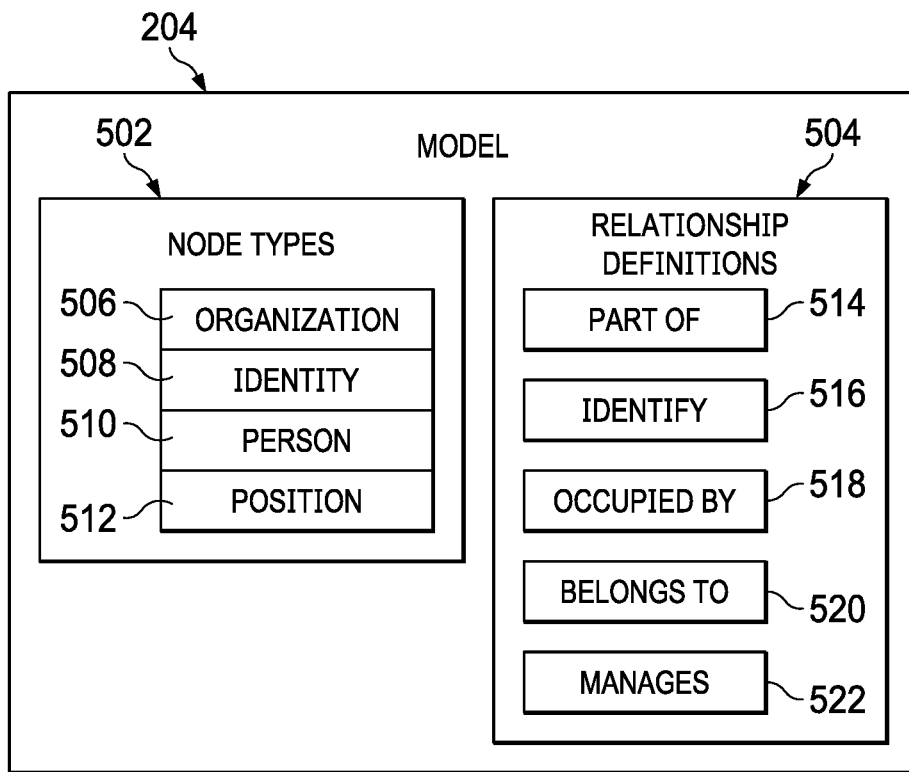 204
502
MODEL
504
NODE TYPES
506
ORGANIZATION
508
IDENTITY
510
PERSON
512
POSITION
RELATIONSHIP
DEFINITIONS
PART OF
514
IDENTIFY
516
OCCUPIED BY
518
BELONGS TO
520
MANAGES
522